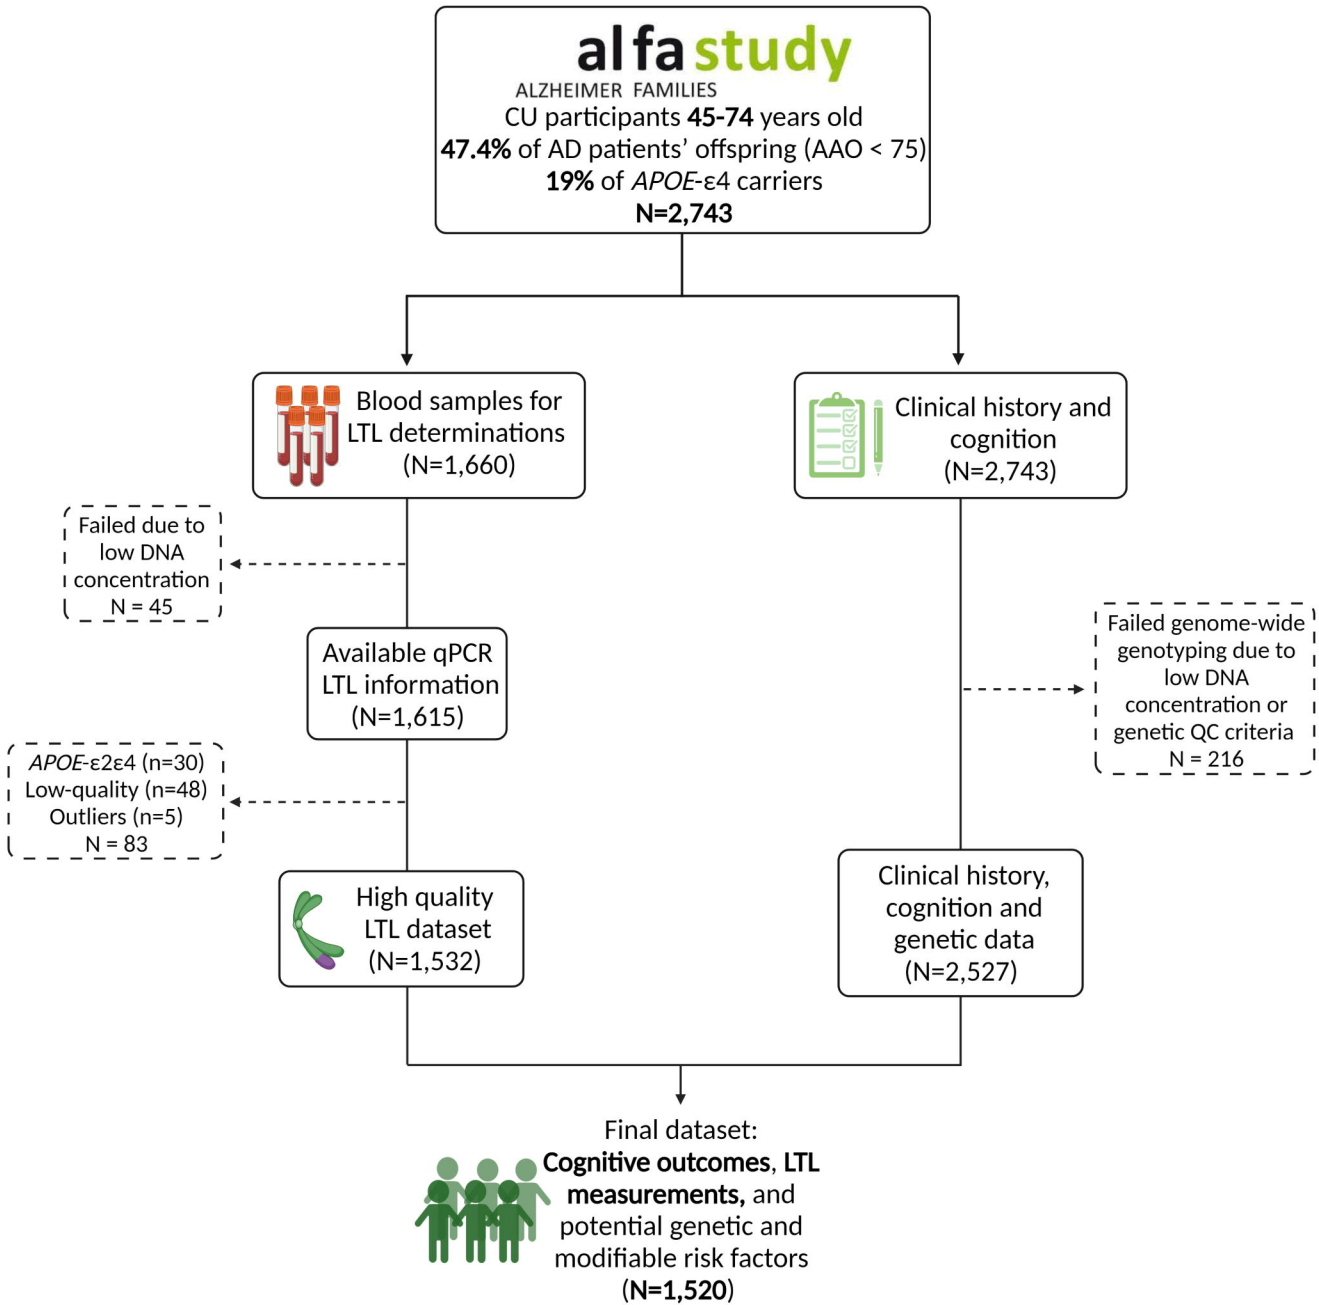 alfa study
ALZHEIMER FAMILIES
CU participants 45-74 years old
47.4% of AD patients’ offspring (AAO < 75)
19% of APOE-ε4 carriers
N=2,743
Blood samples for
LTL determinations
(N=1,660)
Clinical history and
cognition
(N=2,743)
Failed due to
low DNA
concentration
N = 45
Available qPCR
LTL information
(N=1,615)
Failed genome-wide
genotyping due to
low DNA
concentration or
genetic QC criteria
N = 216
APOE-ε2ε4 (n=30)
Low-quality (n=48)
Outliers (n=5)
N = 83
High quality
LTL dataset
(N=1,532)
Clinical history,
cognition and
genetic data
(N=2,527)
Final dataset:
Cognitive outcomes, LTL
measurements, and
potential genetic and
modifiable risk factors
(N=1,520)